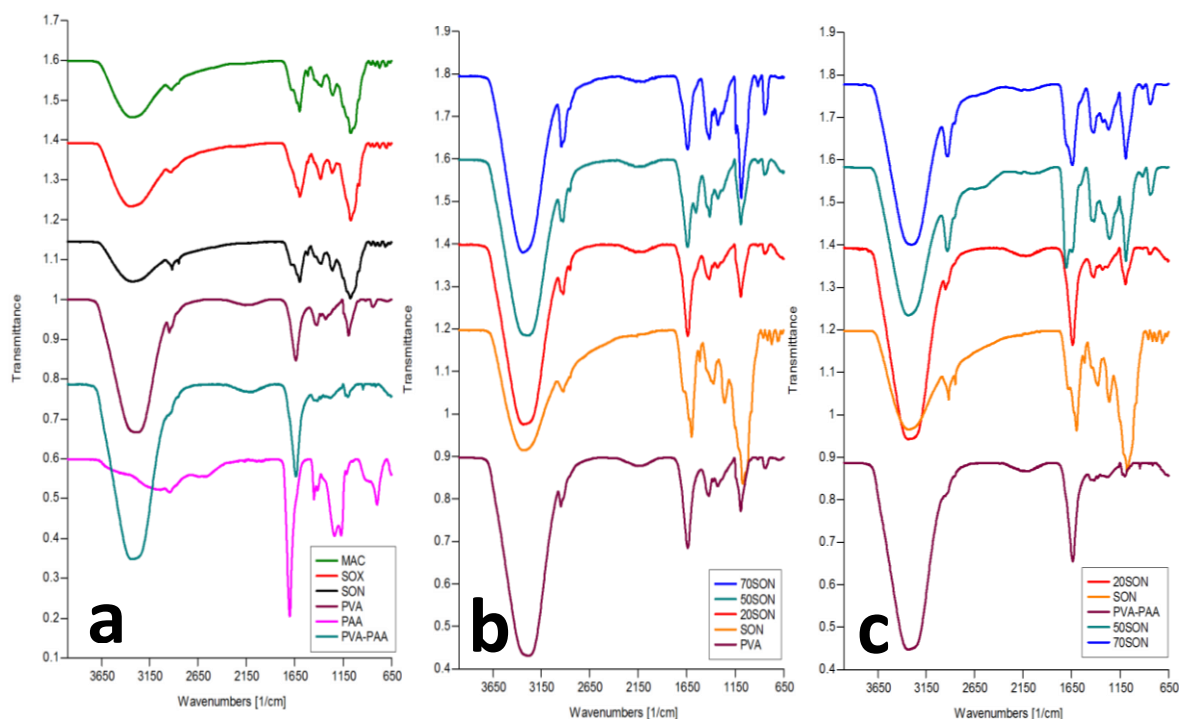 1.7
1.6
1.5
1.4
1.3
1.2
1.1
1
0.9
0.8
0.7
0.6
0.5
0.4
0.3
0.2
0.1
Transmittance
3650 3150 2650 2150 1650 1150 650
Wavenumbers [1/cm]
MAC
SOX
SON
PVA
PAA
PVA-PAA
a
1.9
1.8
1.7
1.6
1.5
1.4
1.3
1.2
1.1
1
0.9
0.8
0.7
0.6
0.5
0.4
Transmittance
3650 3150 2650 2150 1650 1150 650
Wavenumbers [1/cm]
70SON
50SON
20SON
SON
PVA
b
1.9
1.8
1.7
1.6
1.5
1.4
1.3
1.2
1.1
1
0.9
0.8
0.7
0.6
0.5
0.4
Transmittance
3650 3150 2650 2150 1650 1150 650
Wavenumbers [1/cm]
20SON
SON
PVA-PAA
50SON
70SON
c